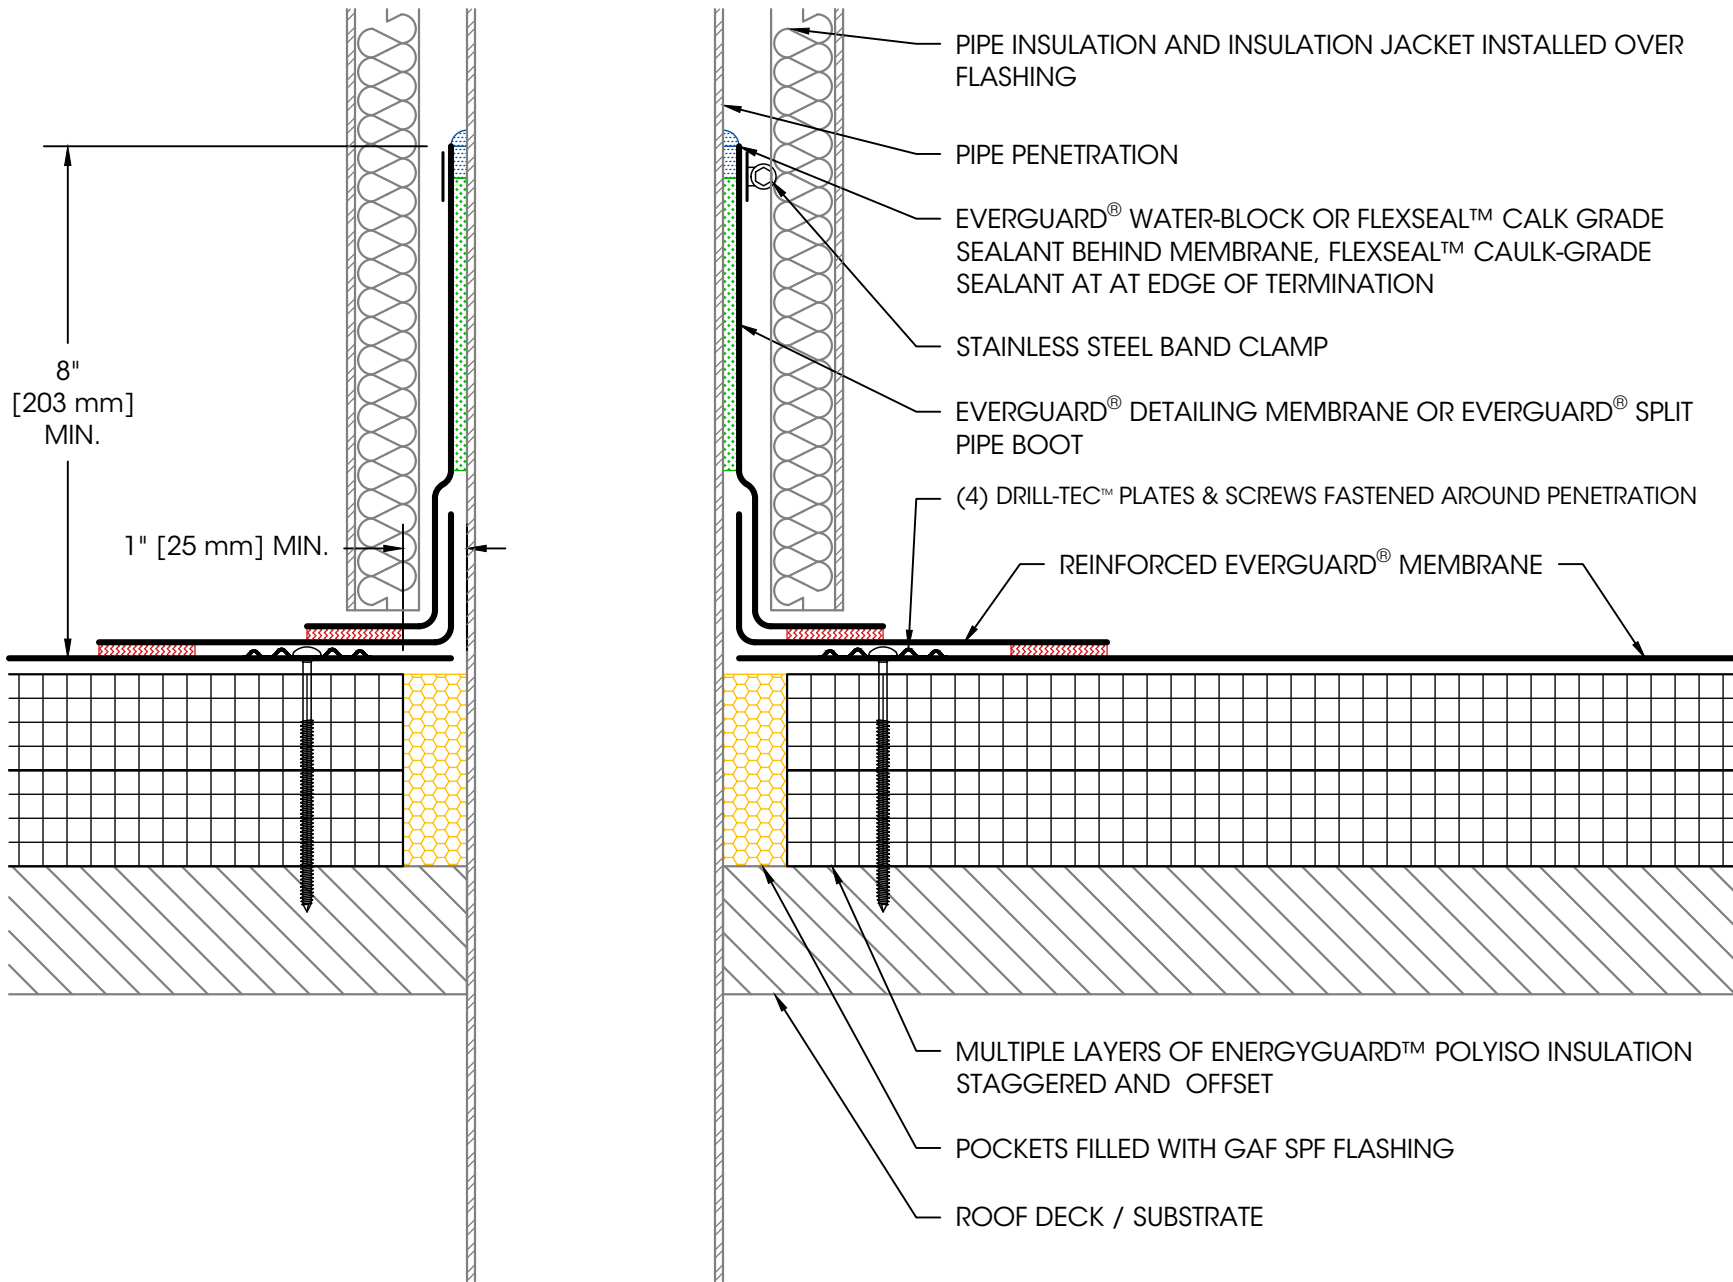 PIPE INSULATION AND INSULATION JACKET INSTALLED OVER
FLASHING
PIPE PENETRATION
EVERGUARD® WATER-BLOCK OR FLEXSEAL™ CALK GRADE
SEALANT BEHIND MEMBRANE, FLEXSEAL™ CAULK-GRADE
SEALANT AT AT EDGE OF TERMINATION
STAINLESS STEEL BAND CLAMP
8"
[203 mm]
MIN.
EVERGUARD® DETAILING MEMBRANE OR EVERGUARD® SPLIT
PIPE BOOT
(4) DRILL-TEC™ PLATES & SCREWS FASTENED AROUND PENETRATION
1" [25 mm] MIN.
REINFORCED EVERGUARD® MEMBRANE
MULTIPLE LAYERS OF ENERGYGUARD™ POLYISO INSULATION
STAGGERED AND OFFSET
POCKETS FILLED WITH GAF SPF FLASHING
ROOF DECK / SUBSTRATE